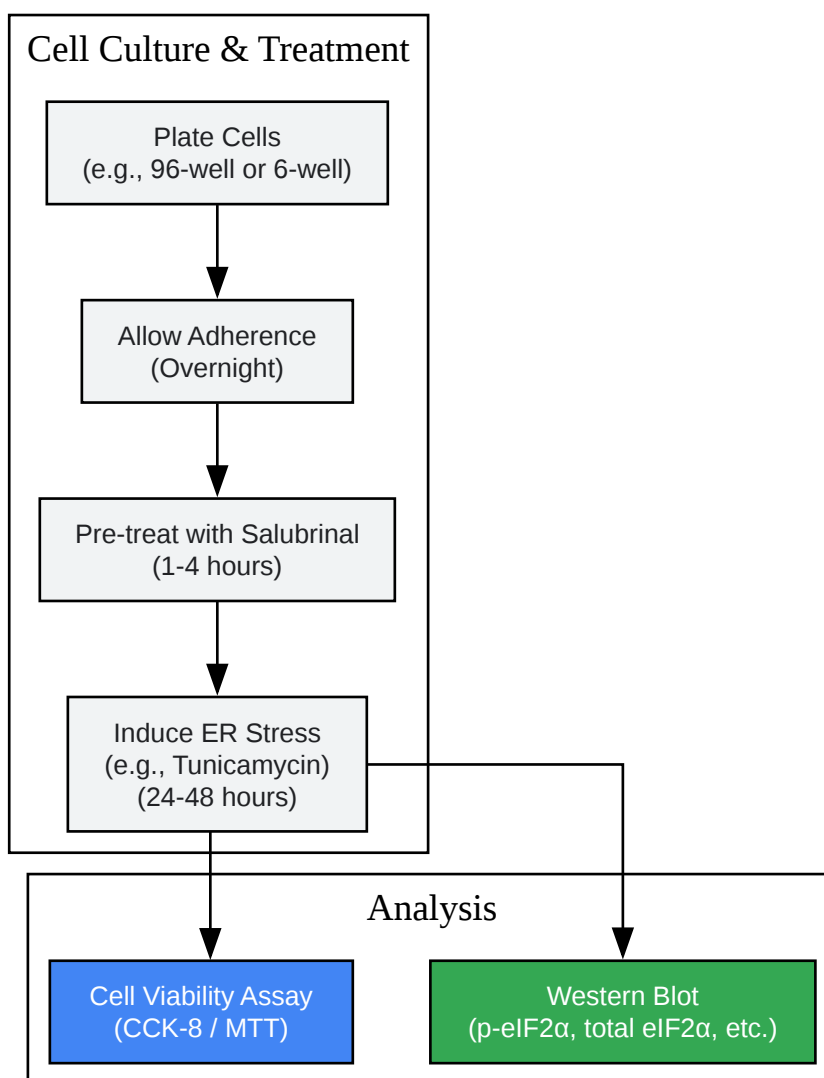 Cell Culture & Treatment
Plate Cells
(e.g., 96-well or 6-well)
Allow Adherence
(Overnight)
Pre-treat with Salubrinal
(1-4 hours)
Induce ER Stress
(e.g., Tunicamycin)
(24-48 hours)
Analysis
Cell Viability Assay
(CCK-8 / MTT)
Western Blot
(p-eIF2α, total eIF2α, etc.)